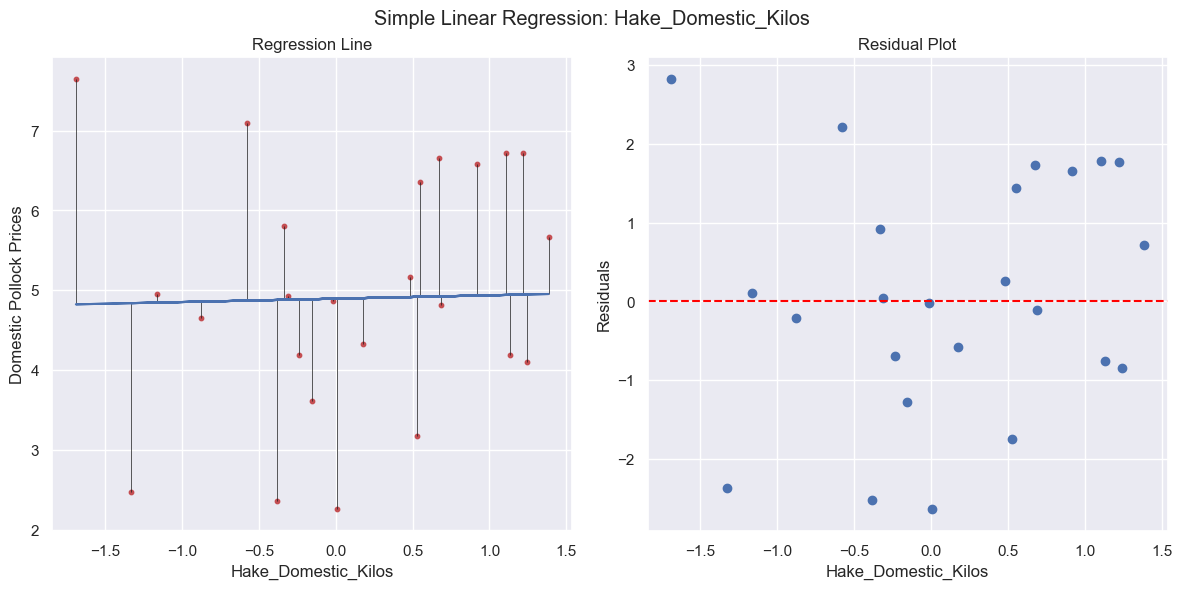 Simple Linear Regression: Hake_Domestic_Kilos
Regression Line
Domestic Pollock Prices
7
6
5
4
3
2
−1.5 −1.0 −0.5 0.0 0.5 1.0 1.5
Hake_Domestic_Kilos
Residual Plot
Residuals
3
2
1
0
−1
−2
−1.5 −1.0 −0.5 0.0 0.5 1.0 1.5
Hake_Domestic_Kilos